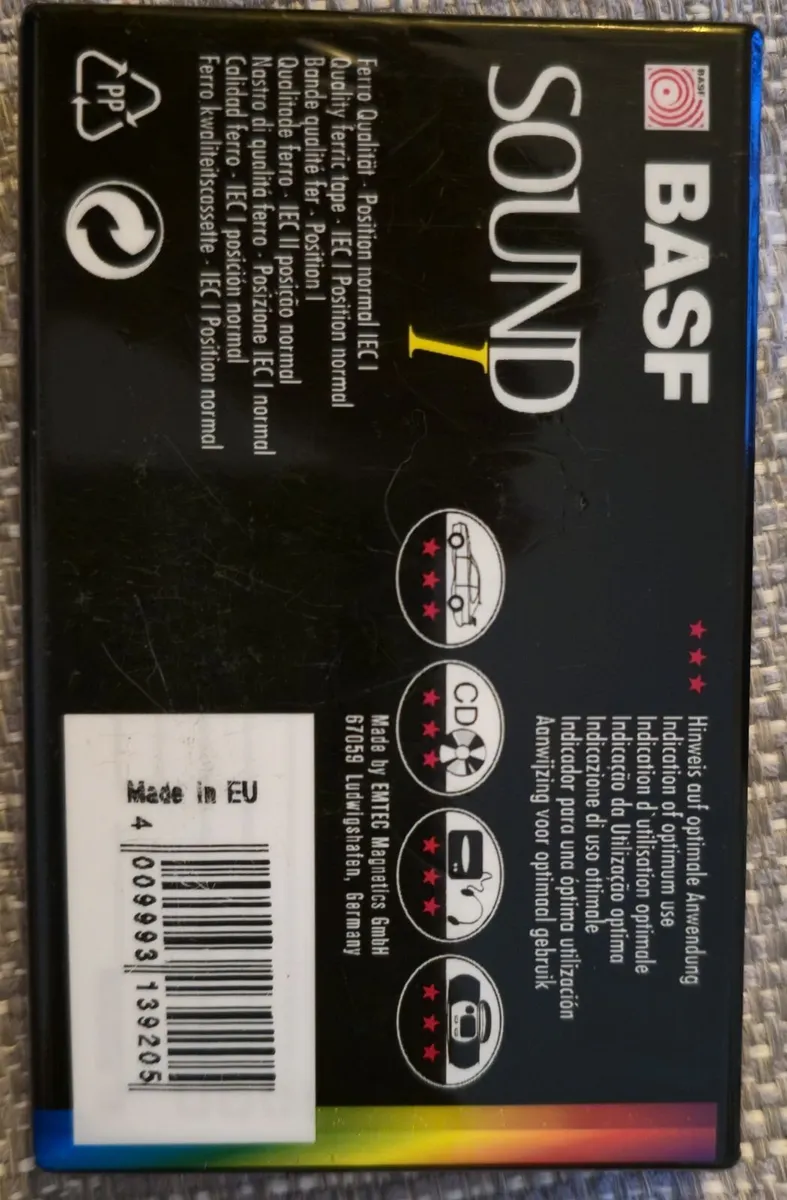 BASF
BASF
SOUND
I
Ferro Qualität · Position normal IEC I
Quality ferric tape · IEC I Position normal
Bande qualité fer · Position I
Qualidade ferro · IEC II posição normal
Nastro di qualità ferro · Posizione IEC I normal
Calidad ferro · IEC I posición normal
Ferro kwaliteitscassette · IEC I Position normal
PP
Hinweis auf optimale Anwendung
Indication of optimum use
Indication d'utilisation optimale
Indicação da Utilização optima
Indicazione di uso ottimale
Indicador para una óptima utilización
Aanwijzing voor optimaal gebruik
CD
Made by EMTEC Magnetics GmbH
67059 Ludwigshafen, Germany
Made in EU
4 009993 139205